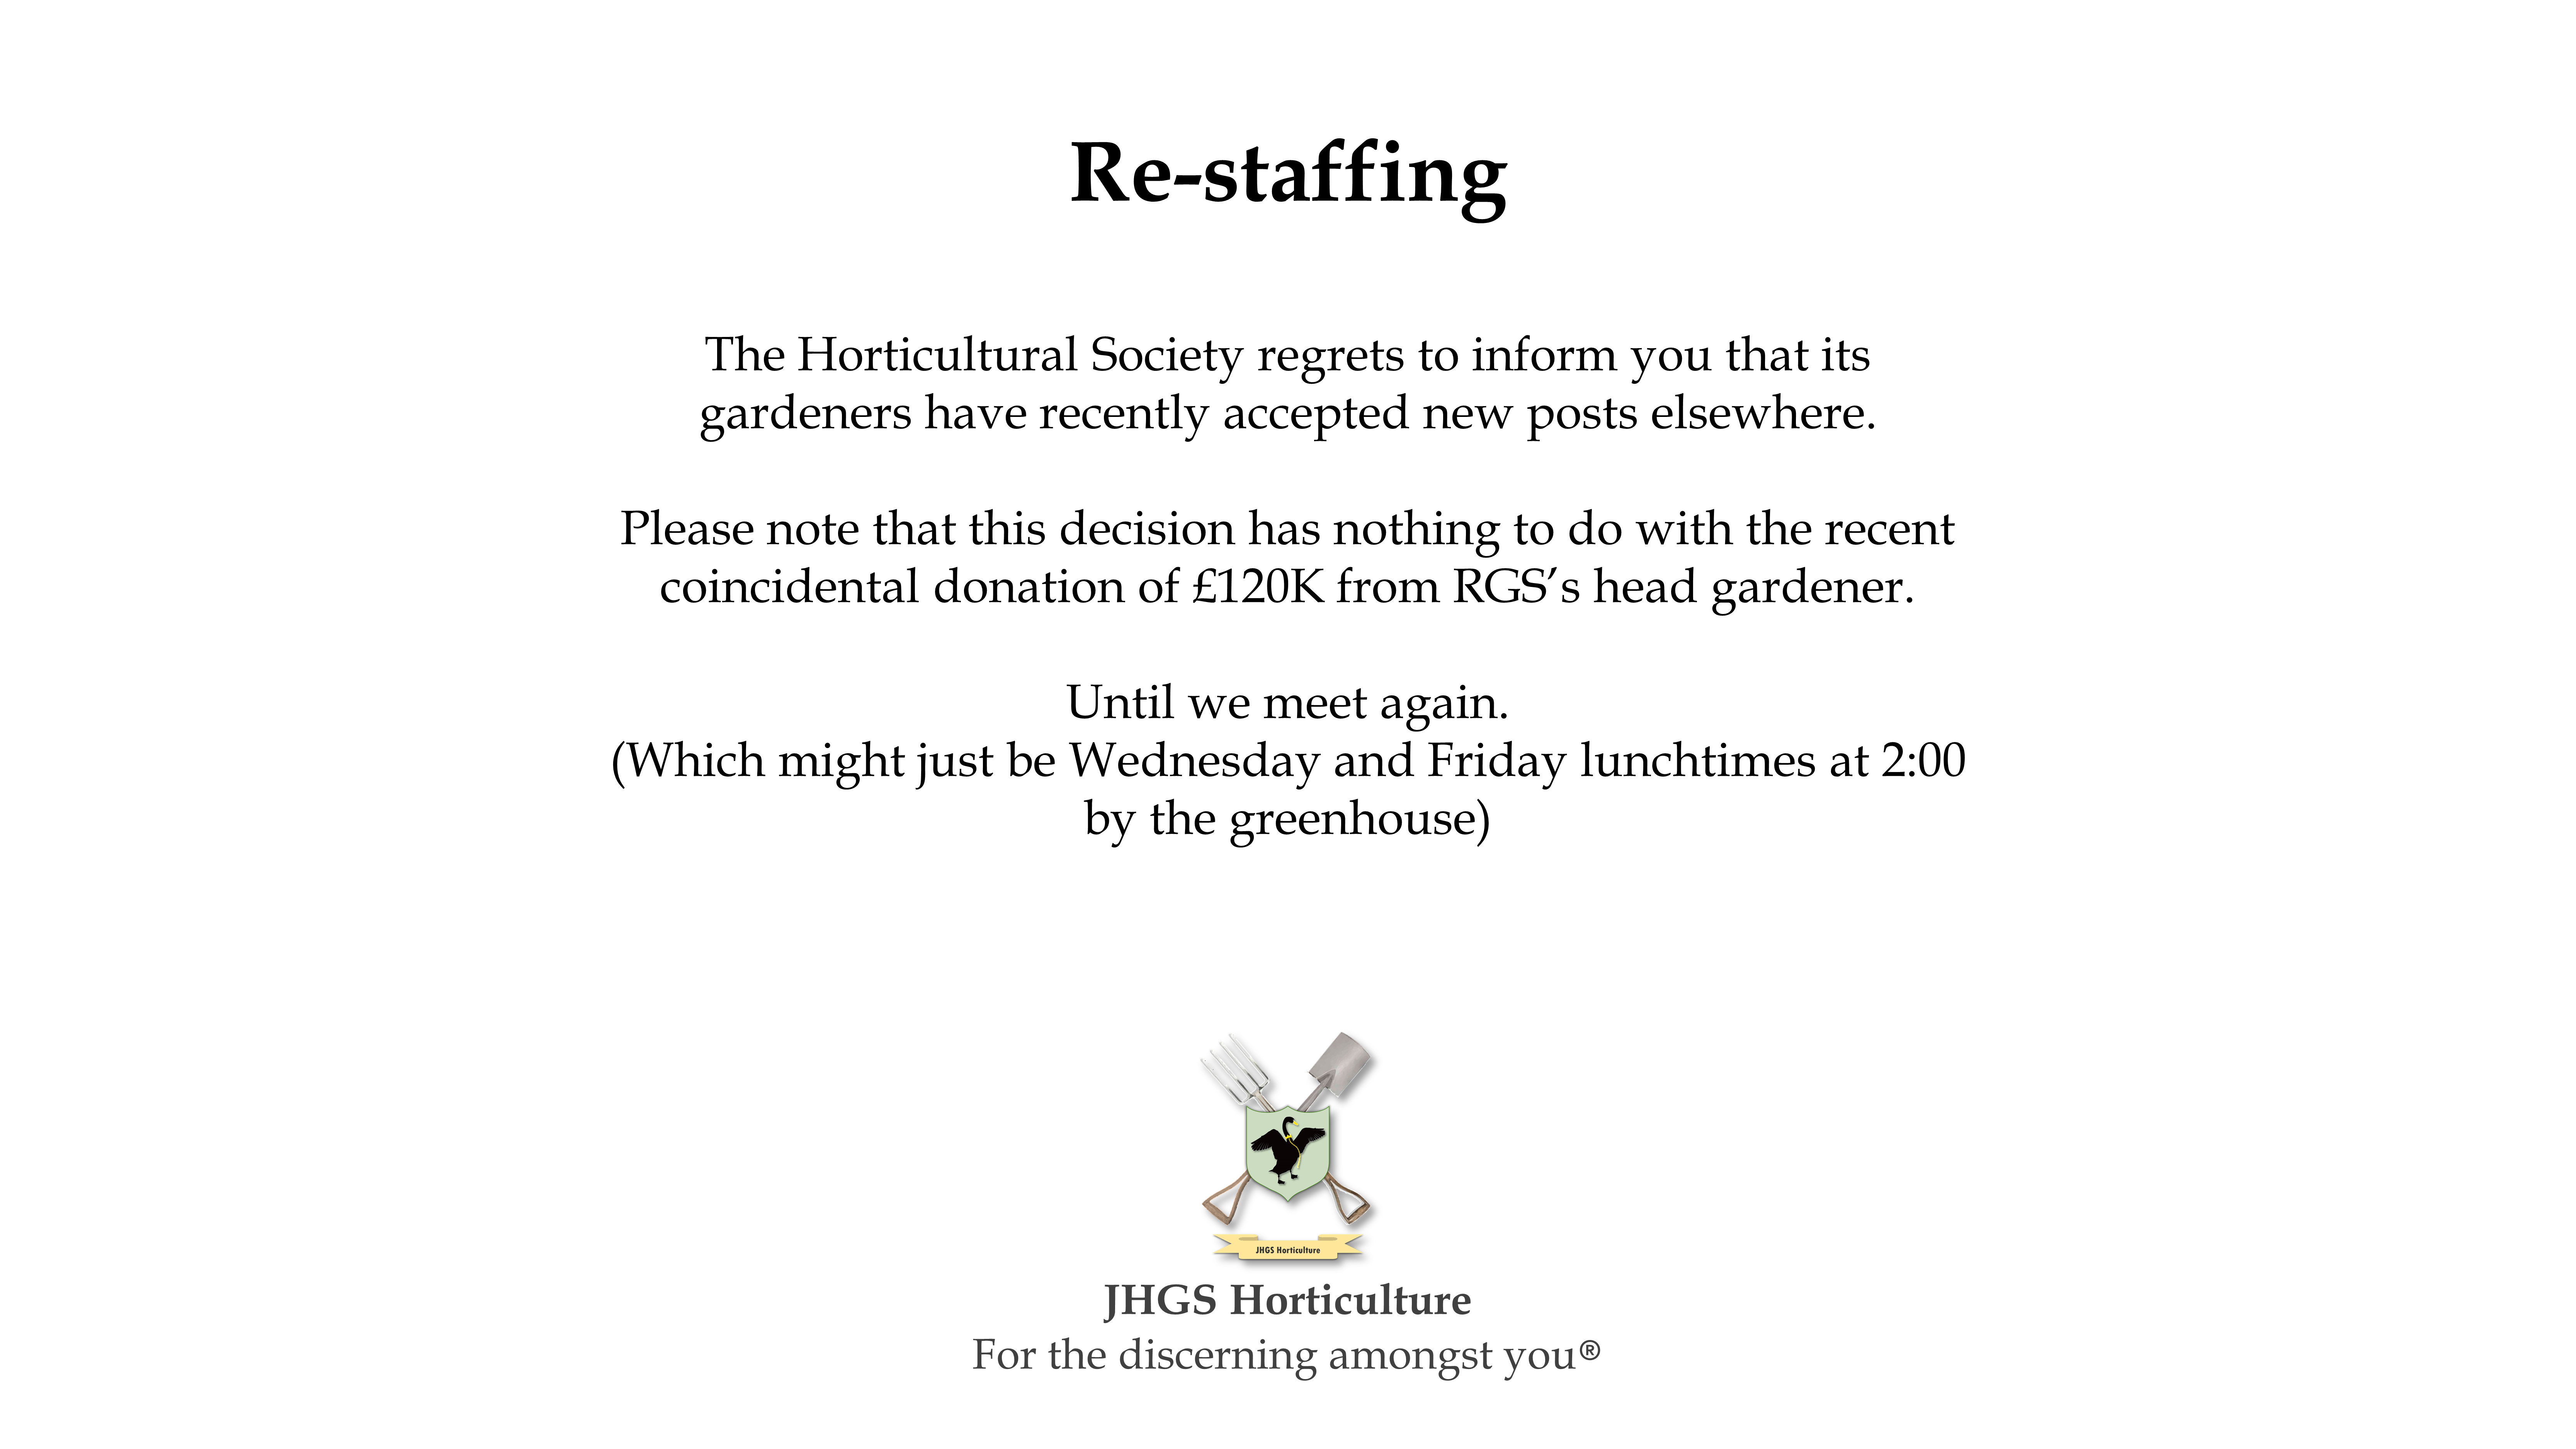 Re-staffing
The Horticultural Society regrets to inform you that its
gardeners have recently accepted new posts elsewhere.
Please note that this decision has nothing to do with the recent
coincidental donation of £120K from RGS’s head gardener.
Until we meet again.
(Which might just be Wednesday and Friday lunchtimes at 2:00
by the greenhouse)
JHGS Horticulture
JHGS Horticulture
For the discerning amongst you®